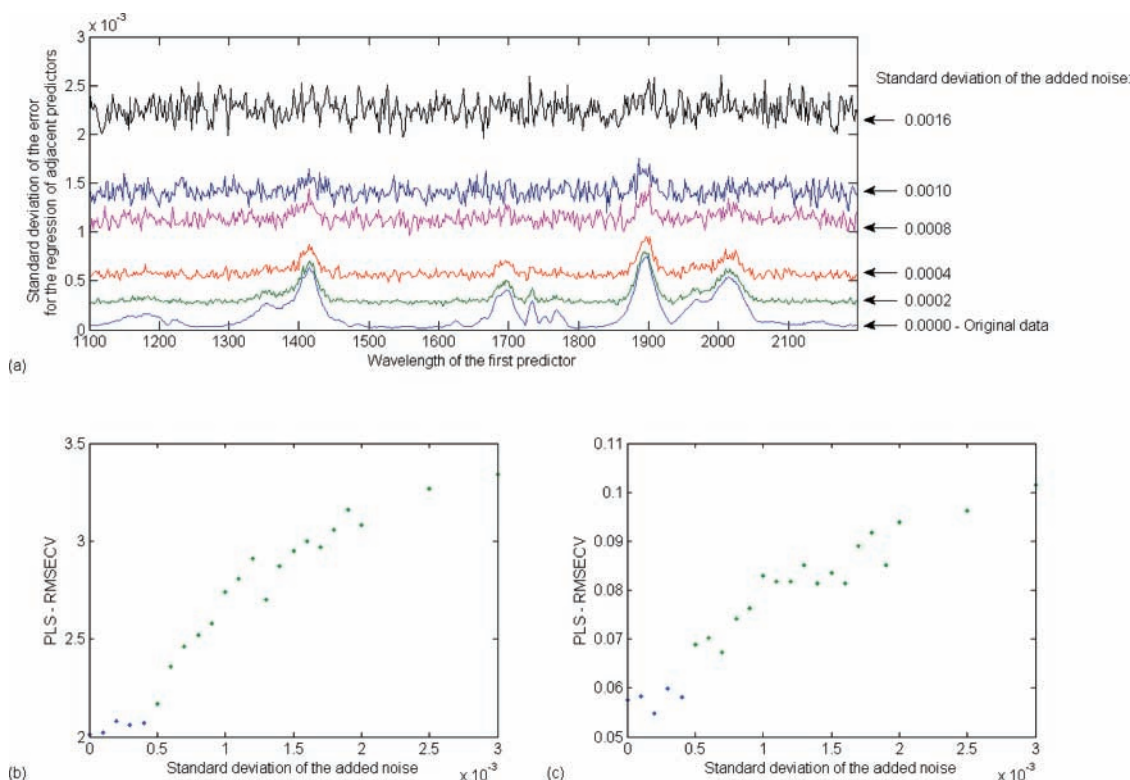 × 10⁻³
3
2.5
2
1.5
1
0.5
0
Standard deviation of the error
for the regression of adjacent predictors
1100 1200 1300 1400 1500 1600 1700 1800 1900 2000 2100
Wavelength of the first predictor
Standard deviation of the added noise:
0.0016
0.0010
0.0008
0.0004
0.0002
0.0000 - Original data
(a)
3.5
3
2.5
2
PLS - RMSECV
0 0.5 1 1.5 2 2.5 3
Standard deviation of the added noise
× 10⁻³
(b)
0.11
0.1
0.09
0.08
0.07
0.06
0.05
PLS - RMSECV
0 0.5 1 1.5 2 2.5 3
Standard deviation of the added noise
× 10⁻³
(c)